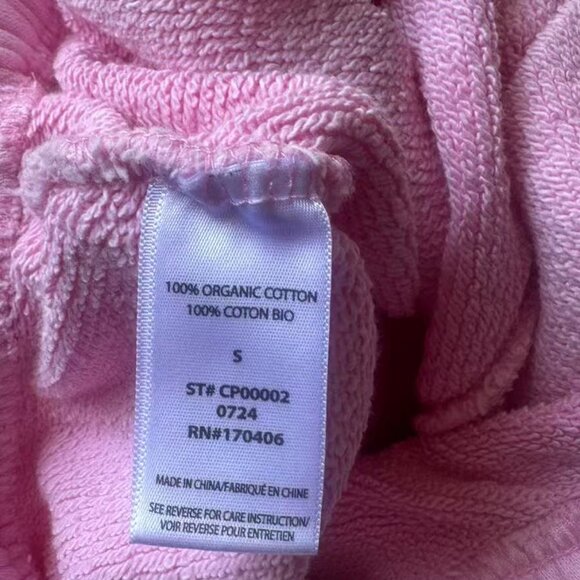 100% ORGANIC COTTON
100% COTON BIO
S
ST# CP00002
0724
RN#170406
MADE IN CHINA/FABRIQUÉ EN CHINE
SEE REVERSE FOR CARE INSTRUCTION/
VOIR REVERSE POUR ENTRETIEN